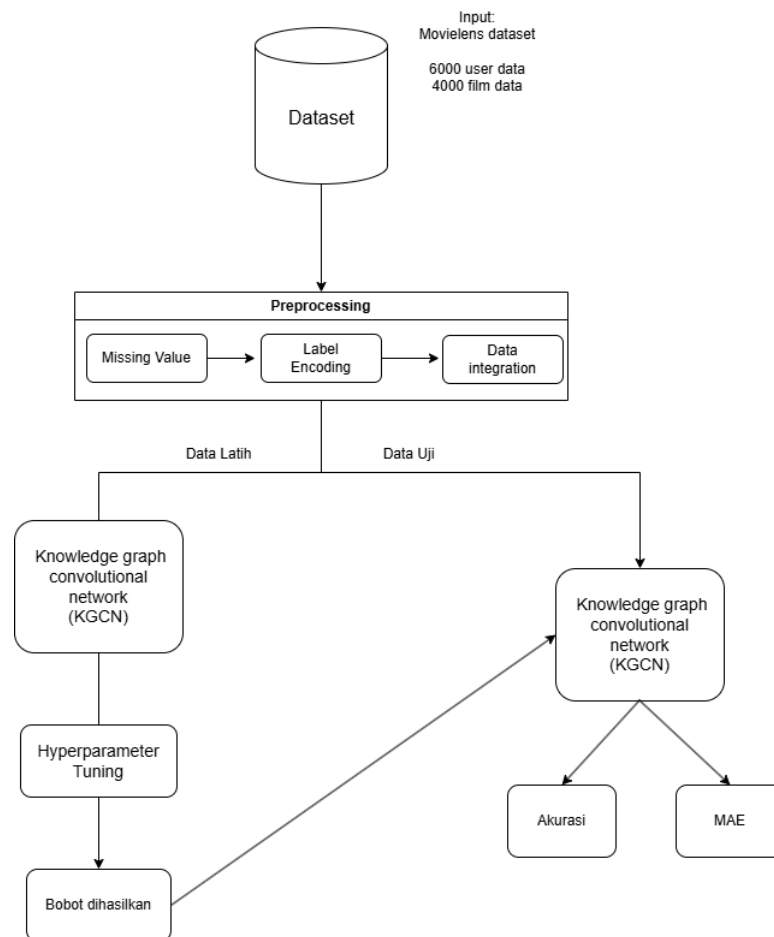 Input:
Movielens dataset
6000 user data
4000 film data
Dataset
Preprocessing
Missing Value
Label
Encoding
Data
integration
Data Latih
Data Uji
Knowledge graph
convolutional
network
(KGCN)
Knowledge graph
convolutional
network
(KGCN)
Hyperparameter
Tuning
Akurasi
MAE
Bobot dihasilkan